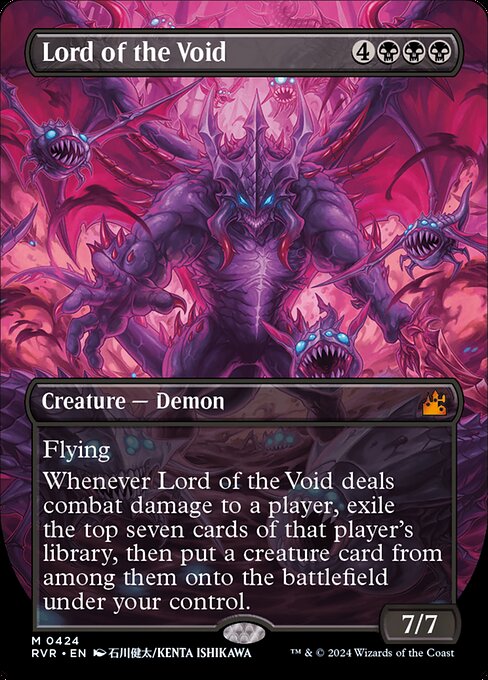 Lord of the Void 4
Creature — Demon
Flying
Whenever Lord of the Void deals
combat damage to a player, exile
the top seven cards of that player's
library, then put a creature card from
among them onto the battlefield
under your control.
7/7
M 0424
RVR • EN 石川健太/KENTA ISHIKAWA
™ & © 2024 Wizards of the Coast